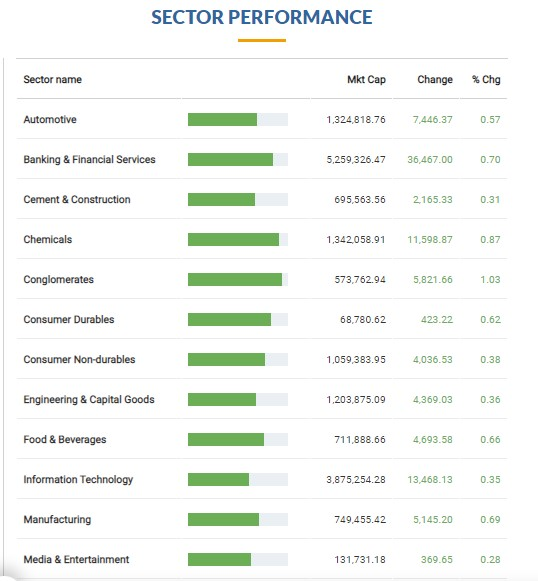 SECTOR PERFORMANCE
Sector name Mkt Cap Change % Chg
Automotive 1,324,818.76 7,446.37 0.57
Banking & Financial Services 5,259,326.47 36,467.00 0.70
Cement & Construction 695,563.56 2,165.33 0.31
Chemicals 1,342,058.91 11,598.87 0.87
Conglomerates 573,762.94 5,821.66 1.03
Consumer Durables 68,780.62 423.22 0.62
Consumer Non-durables 1,059,383.95 4,036.53 0.38
Engineering & Capital Goods 1,203,875.09 4,369.03 0.36
Food & Beverages 711,888.66 4,693.58 0.66
Information Technology 3,875,254.28 13,468.13 0.35
Manufacturing 749,455.42 5,145.20 0.69
Media & Entertainment 131,731.18 369.65 0.28